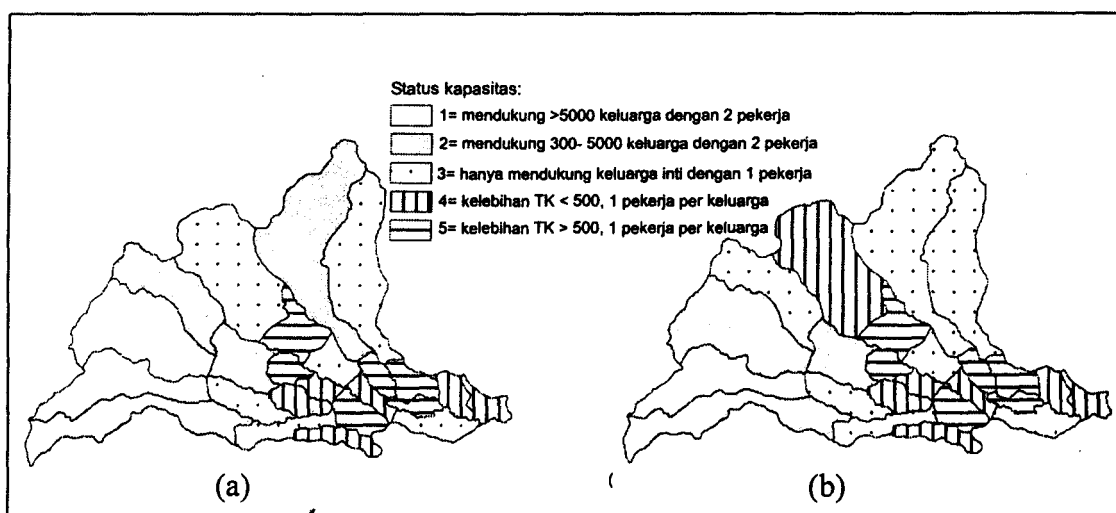 Status kapasitas:
1= mendukung >5000 keluarga dengan 2 pekerja
2= mendukung 300- 5000 keluarga dengan 2 pekerja
3= hanya mendukung keluarga inti dengan 1 pekerja
4= kelebihan TK < 500, 1 pekerja per keluarga
5= kelebihan TK > 500, 1 pekerja per keluarga
(a)
(b)